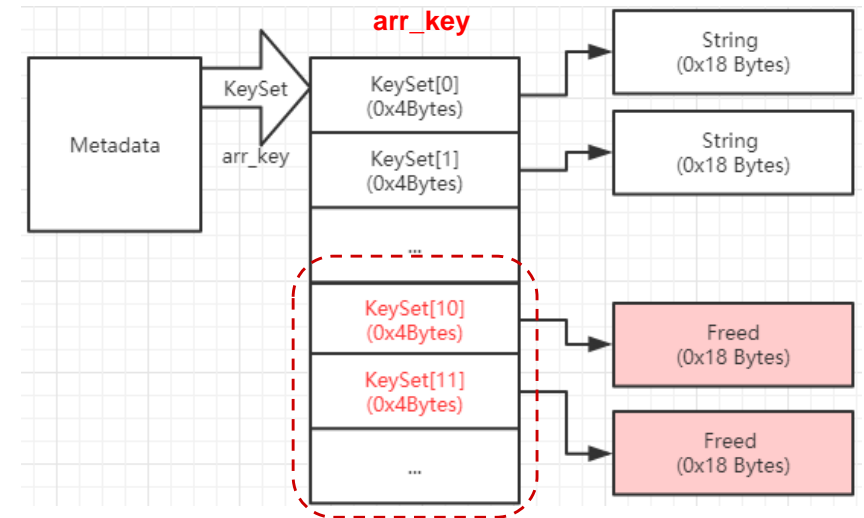 arr_key
Metadata
KeySet
arr_key
KeySet[0]
(0x4Bytes)
KeySet[1]
(0x4Bytes)
...
KeySet[10]
(0x4Bytes)
KeySet[11]
(0x4Bytes)
...
String
(0x18 Bytes)
String
(0x18 Bytes)
Freed
(0x18 Bytes)
Freed
(0x18 Bytes)